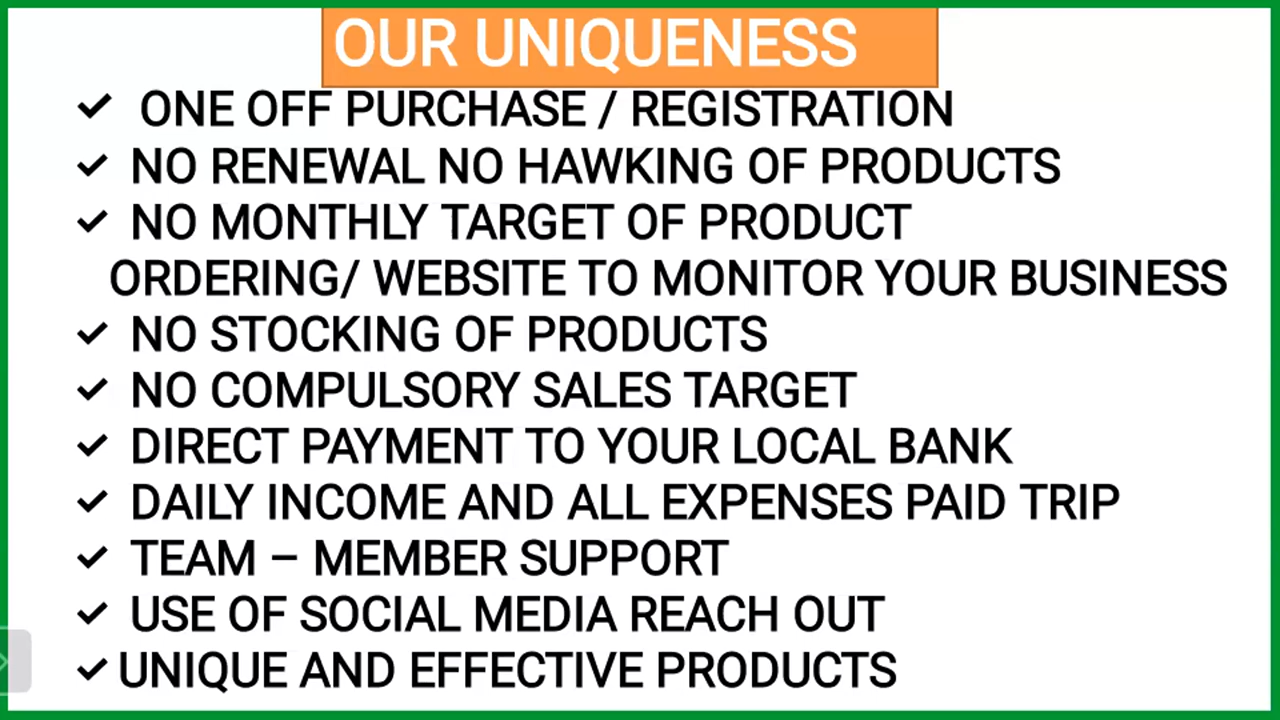 OUR UNIQUENESS
✓ ONE OFF PURCHASE / REGISTRATION
✓ NO RENEWAL NO HAWKING OF PRODUCTS
✓ NO MONTHLY TARGET OF PRODUCT
ORDERING/ WEBSITE TO MONITOR YOUR BUSINESS
✓ NO STOCKING OF PRODUCTS
✓ NO COMPULSORY SALES TARGET
✓ DIRECT PAYMENT TO YOUR LOCAL BANK
✓ DAILY INCOME AND ALL EXPENSES PAID TRIP
✓ TEAM – MEMBER SUPPORT
✓ USE OF SOCIAL MEDIA REACH OUT
✓ UNIQUE AND EFFECTIVE PRODUCTS